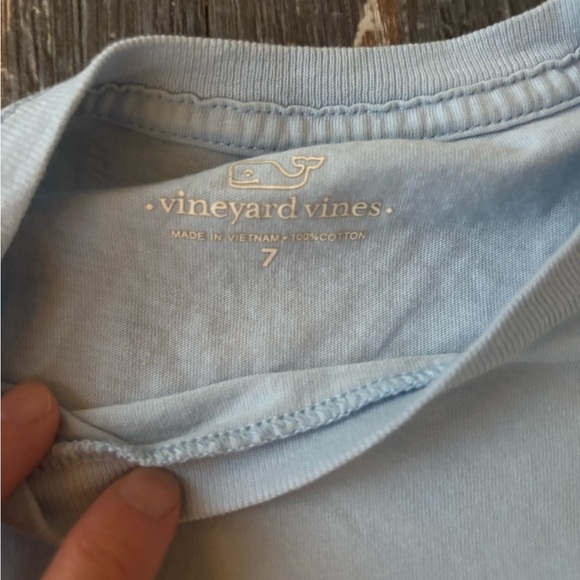 • vineyard vines •
MADE IN VIETNAM • 100% COTTON
7